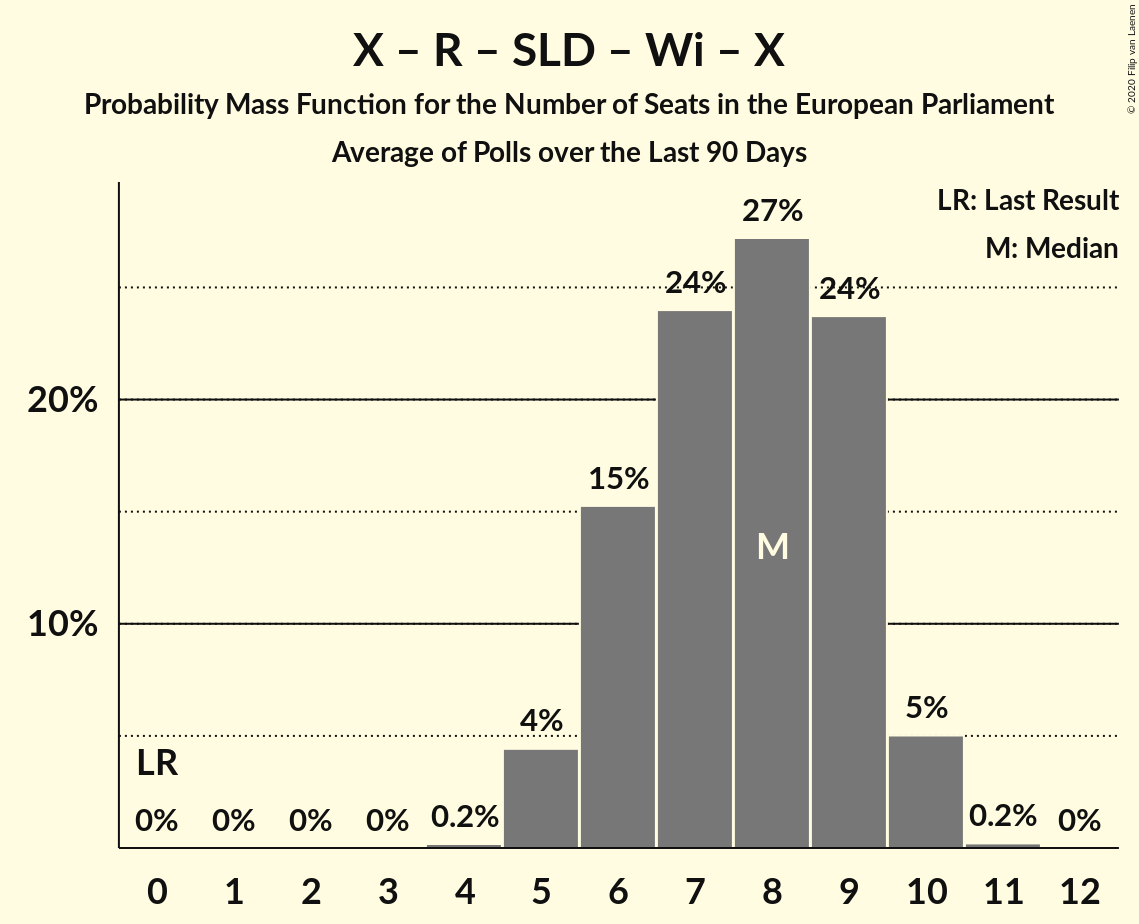 X – R – SLD – Wi – X
Probability Mass Function for the Number of Seats in the European Parliament
Average of Polls over the Last 90 Days
© 2020 Filip van Laenen
LR: Last Result
M: Median
27%
24%
24%
20%
15%
M
10%
5%
4%
LR
0%
0%
0%
0%
0.2%
0.2%
0%
0 1 2 3 4 5 6 7 8 9 10 11 12